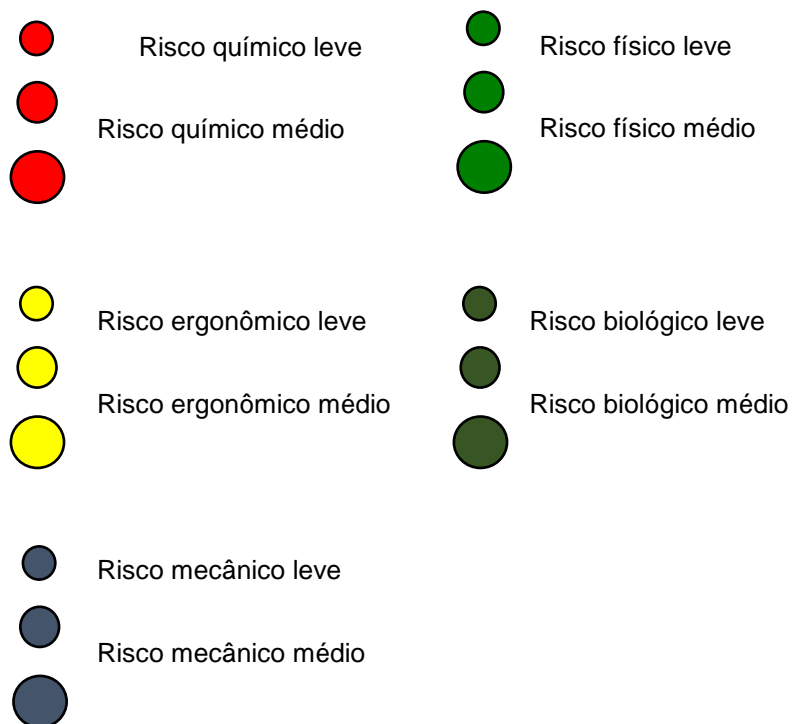 Risco químico leve
Risco físico leve
Risco químico médio
Risco físico médio
Risco ergonômico leve
Risco biológico leve
Risco ergonômico médio
Risco biológico médio
Risco mecânico leve
Risco mecânico médio